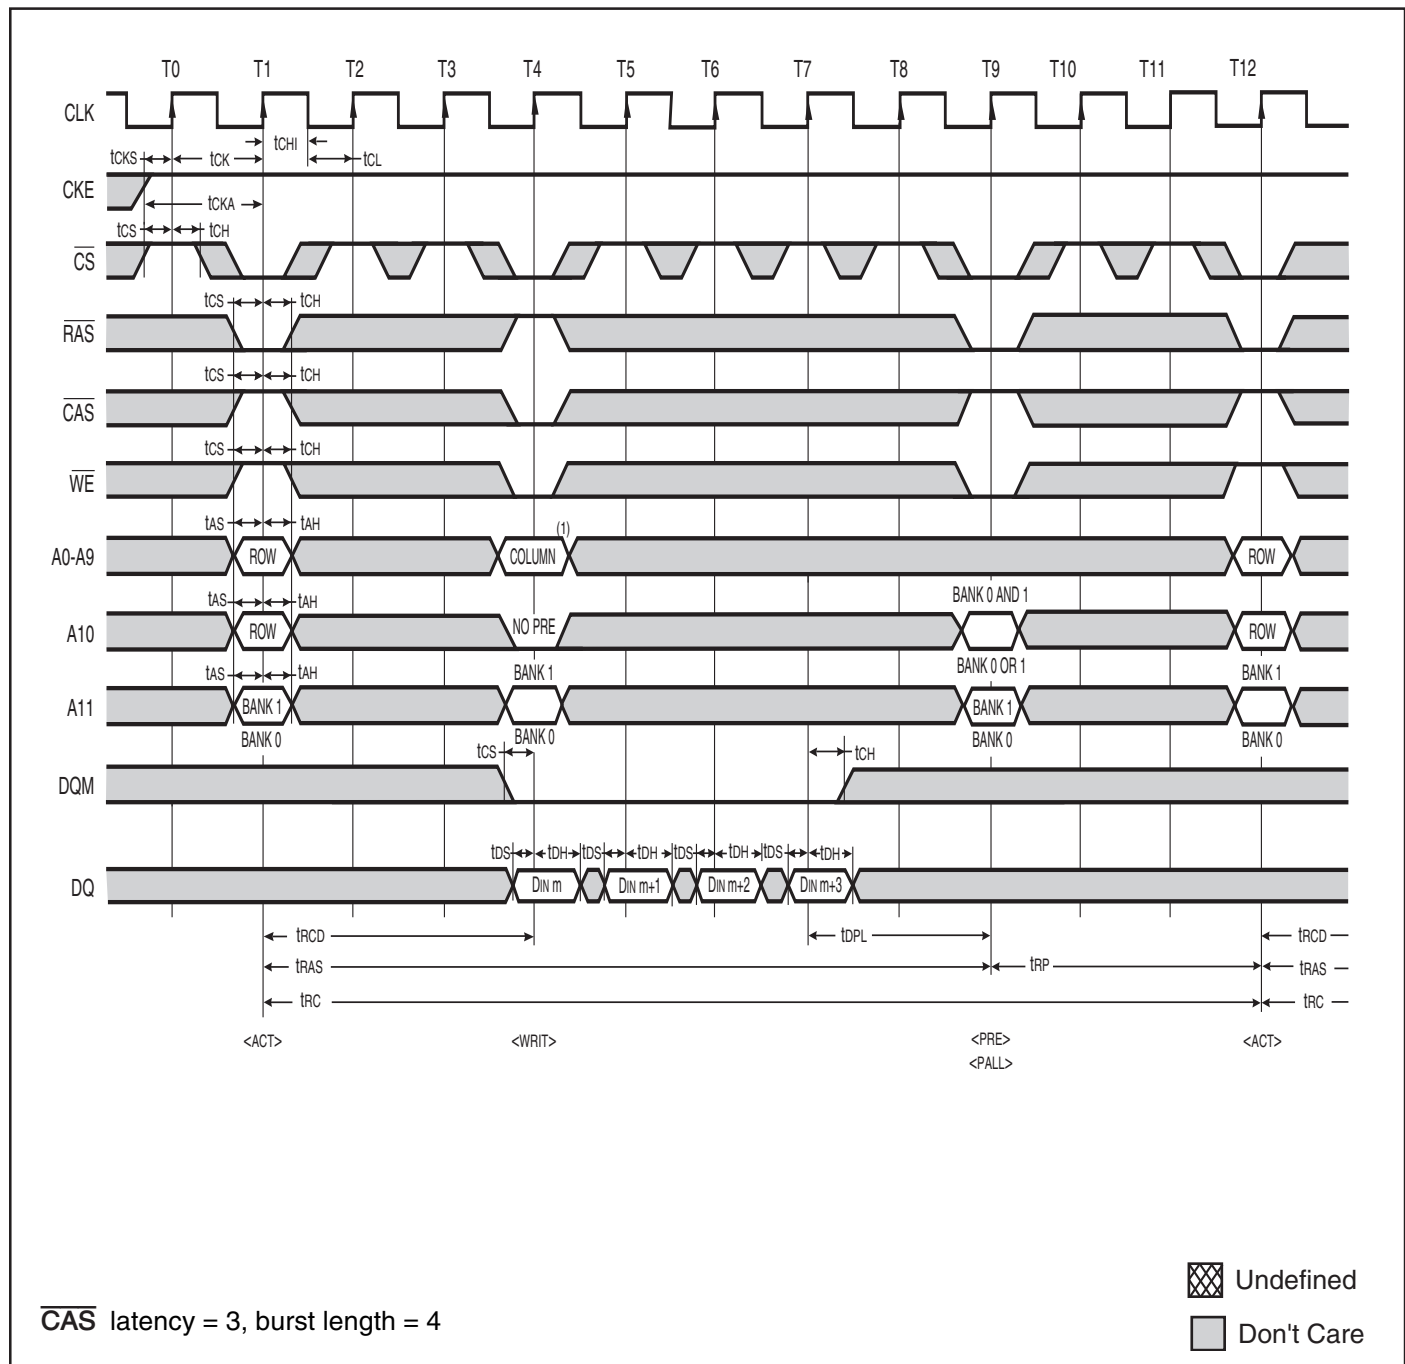 T0 T1 T2 T3 T4 T5 T6 T7 T8 T9 T10 T11 T12
CLK
tCHI
tCKS tCK tCL
CKE
tCKA
tCS tCH
CS
tCS tCH
RAS
tCS tCH
CAS
tCS tCH
WE
tAS tAH (1)
A0-A9 ROW COLUMN ROW
tAS tAH BANK 0 AND 1
A10 ROW NO PRE ROW
tAS tAH BANK 1 BANK 0 OR 1 BANK 1
A11 BANK 1 BANK 1
BANK 0 BANK 0 BANK 0 BANK 0
tCS tCH
DQM
tDS tDH tDS tDH tDS tDH tDS tDH
DQ DIN m DIN m+1 DIN m+2 DIN m+3
tRCD tDPL tRCD
tRAS tRP tRAS
tRC tRC
<ACT> <WRIT> <PRE> <ACT>
<PALL>
Undefined
CAS latency = 3, burst length = 4
Don't Care